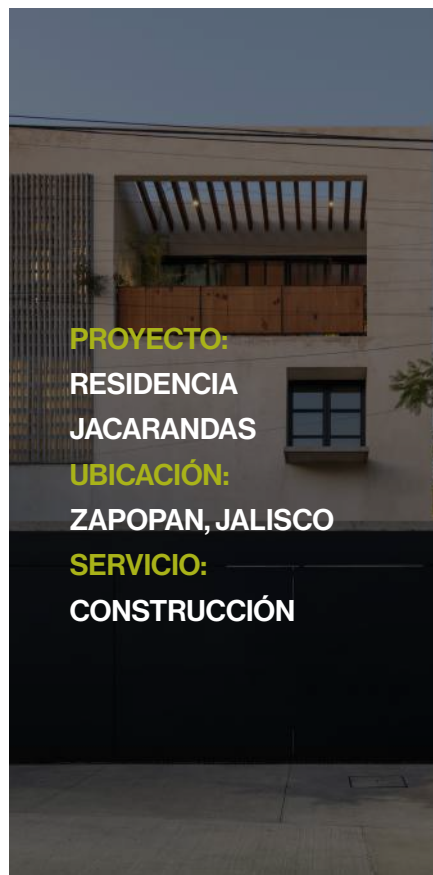 PROYECTO:
RESIDENCIA
JACARANDAS
UBICACIÓN:
ZAPOPAN, JALISCO
SERVICIO:
CONSTRUCCIÓN